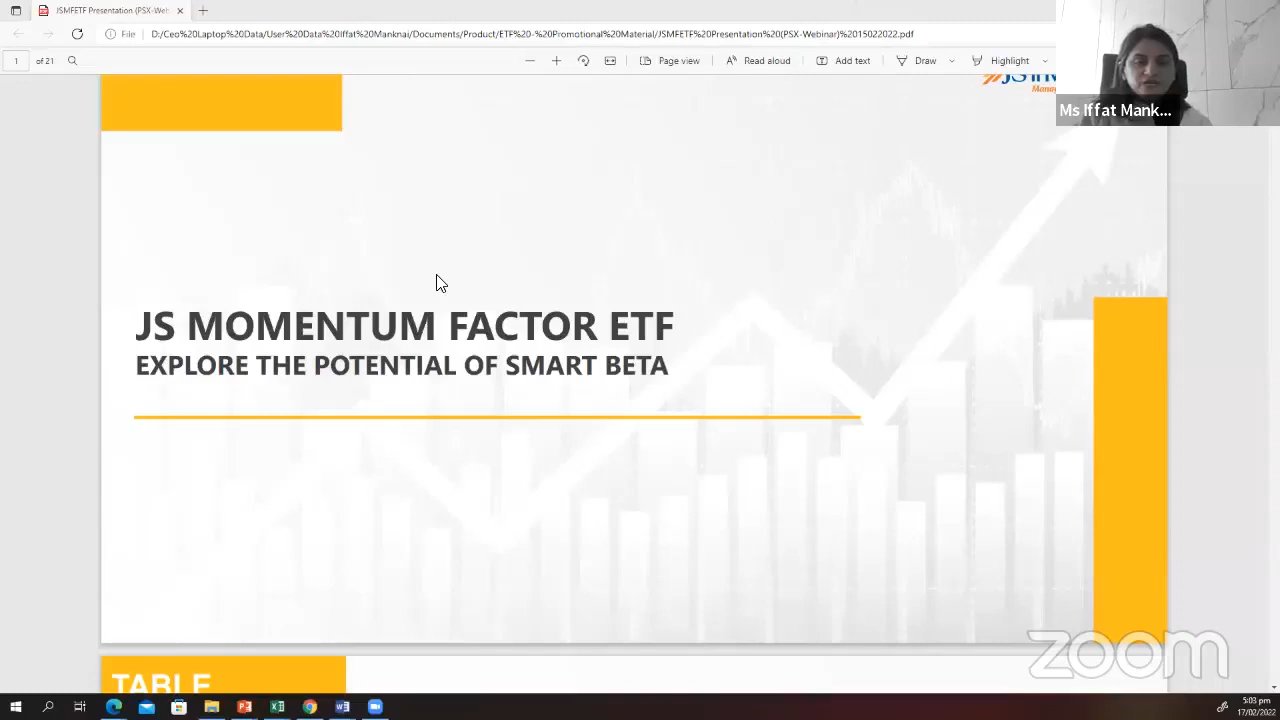 JSMFETF Presentation (PSX-Web
File
D:/Ceo%20Laptop%20Data/User%20Data%20Iffat%20Manknai/Documents/Product/ETF%20-%20Promotional%20Material/JSMFETF%20Presentation%20(PSX-Webinar)%2015022022.pdf
1
of 21
Page view
Read aloud
Add text
Draw
Highlight
Ms Iffat Mank...
JS MOMENTUM FACTOR ETF
EXPLORE THE POTENTIAL OF SMART BETA
zoom
TABLE
5:03 pm
17/02/2022